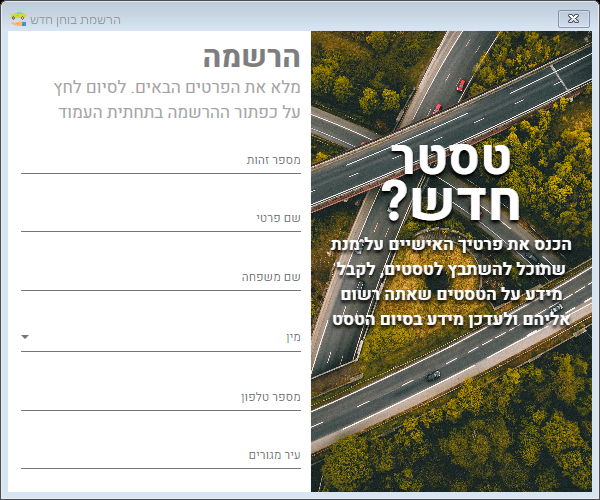 הרשמת בוחן חדש
טסטר
חדש?
הכנס את פרטיך האישיים על מנת
שתוכל להשתבץ לטסטים, לקבל
מידע על הטסטים שאתה רשום
אליהם ולעדכן מידע בסיום הטסט
הרשמה
מלא את הפרטים הבאים. לסיום לחץ
על כפתור ההרשמה בתחתית העמוד
מספר זהות
שם פרטי
שם משפחה
מין
מספר טלפון
עיר מגורים